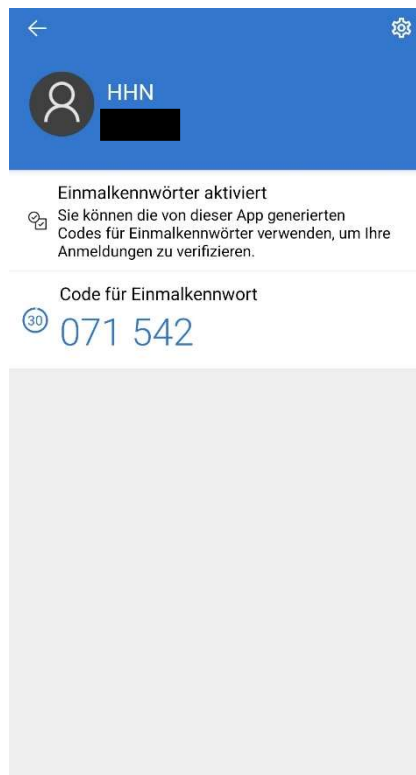 HHN
Einmalkennwörter aktiviert
Sie können die von dieser App generierten
Codes für Einmalkennwörter verwenden, um Ihre
Anmeldungen zu verifizieren.
Code für Einmalkennwort
30
071 542